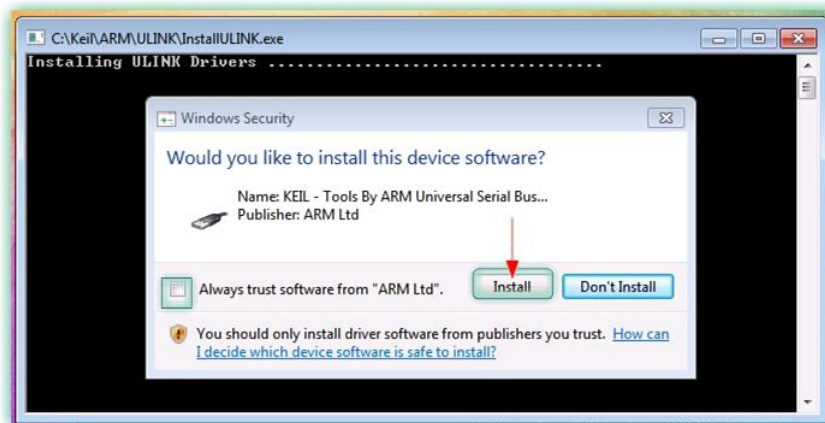 C:\Keil\ARM\ULINK\InstallULINK.exe
Installing ULINK Drivers ...................................
Windows Security
Would you like to install this device software?
Name: KEIL - Tools By ARM Universal Serial Bus...
Publisher: ARM Ltd
Always trust software from "ARM Ltd".
Install
Don't Install
You should only install driver software from publishers you trust. How can
I decide which device software is safe to install?